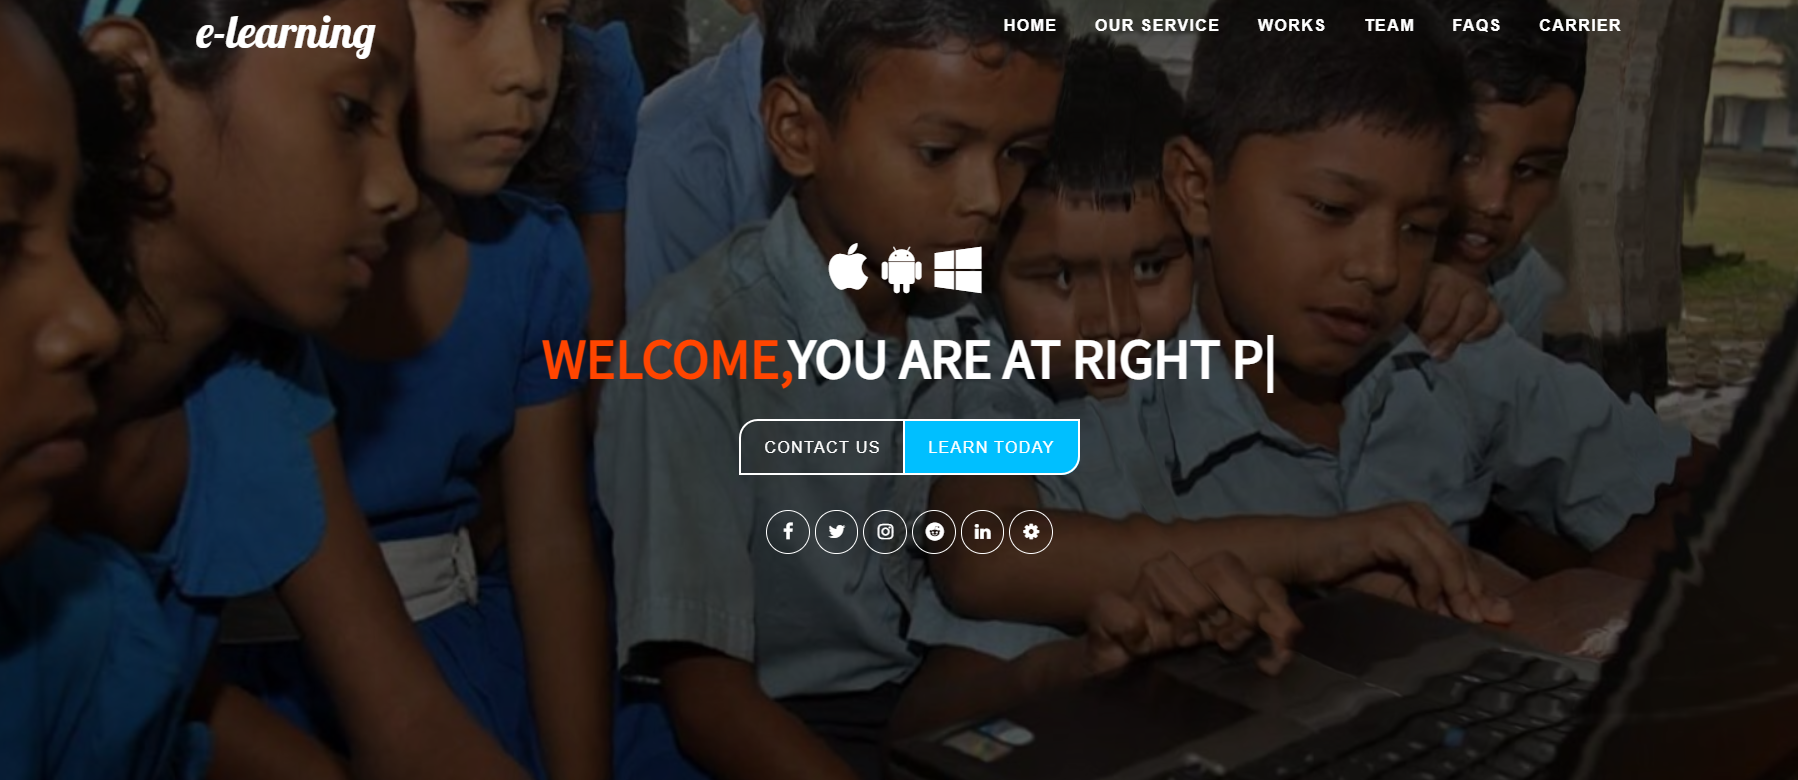 e-learning
HOME OUR SERVICE WORKS TEAM FAQS CARRIER
WELCOME,YOU ARE AT RIGHT P|
CONTACT US LEARN TODAY